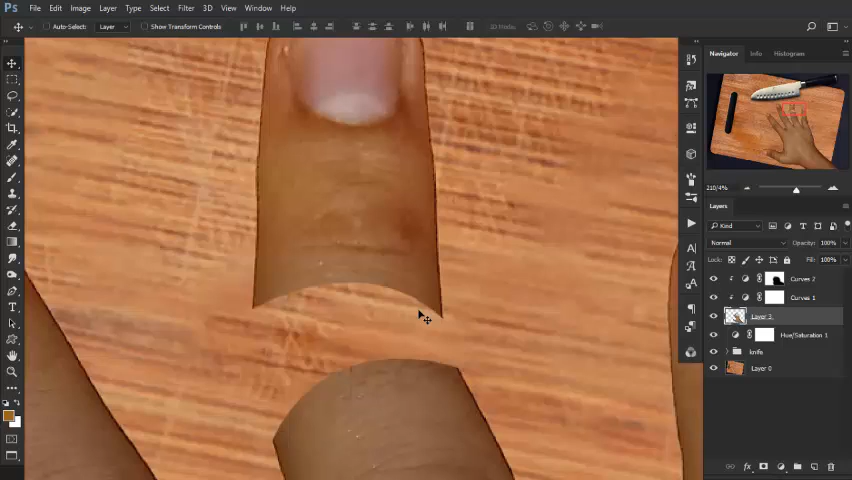 Ps File Edit Image Layer Type Select Filter 3D View Window Help
Auto-Select: Layer Show Transform Controls 3D Mode:
Navigator Info Histogram
210/4%
Layers
Kind
Normal Opacity: 100%
Lock: Fill: 100%
Curves 2
Curves 1
Layer 3
Hue/Saturation 1
knife
Layer 0
fx